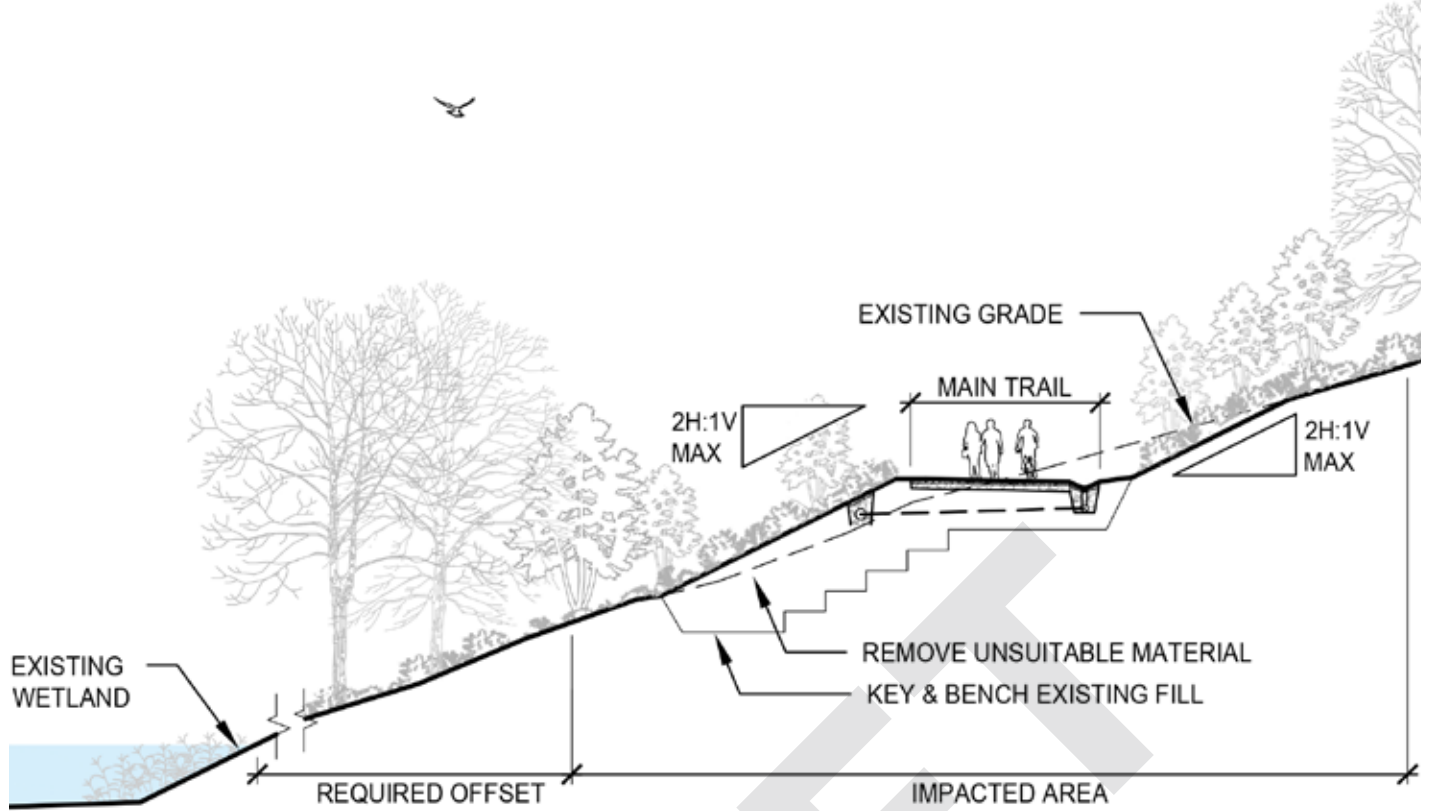 EXISTING GRADE
MAIN TRAIL
2H:1V
MAX
2H:1V
MAX
REMOVE UNSUITABLE MATERIAL
KEY & BENCH EXISTING FILL
EXISTING
WETLAND
REQUIRED OFFSET
IMPACTED AREA